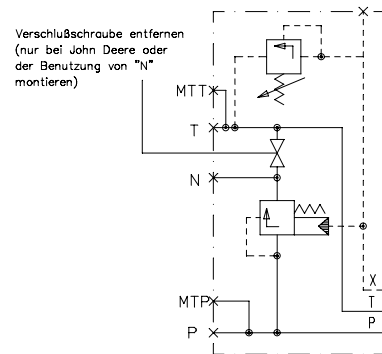 Verschlußschraube entfernen
(nur bei John Deere oder
der Benutzung von "N"
montieren)
MTT
T
N
X
MTP
T
P
P